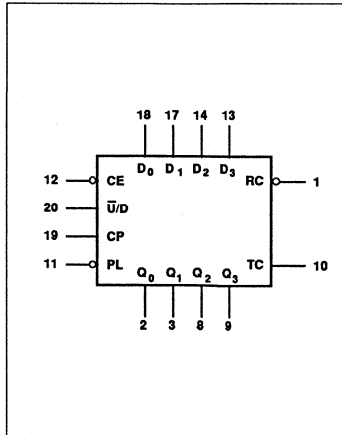 18 17 14 13
D0 D1 D2 D3
12 CE RC 1
20 U̅/D
19 CP
11 PL TC 10
Q0 Q1 Q2 Q3
2 3 8 9